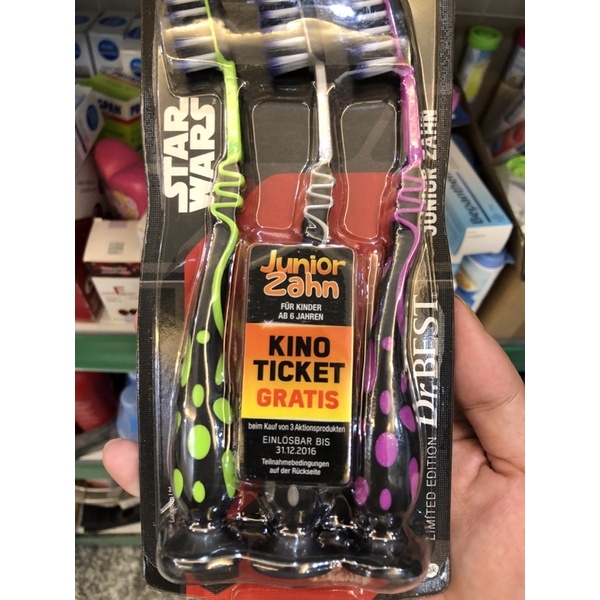 STAR
WARS
Junior
Zahn
FÜR KINDER
AB 6 JAHREN
KINO
TICKET
GRATIS
beim Kauf von 3 Aktionsprodukten
EINLÖSBAR BIS
31.12.2016
Teilnahmebedingungen
auf der Rückseite
LIMITED EDITION Dr.BEST JUNIOR ZAHN
Bepanthen